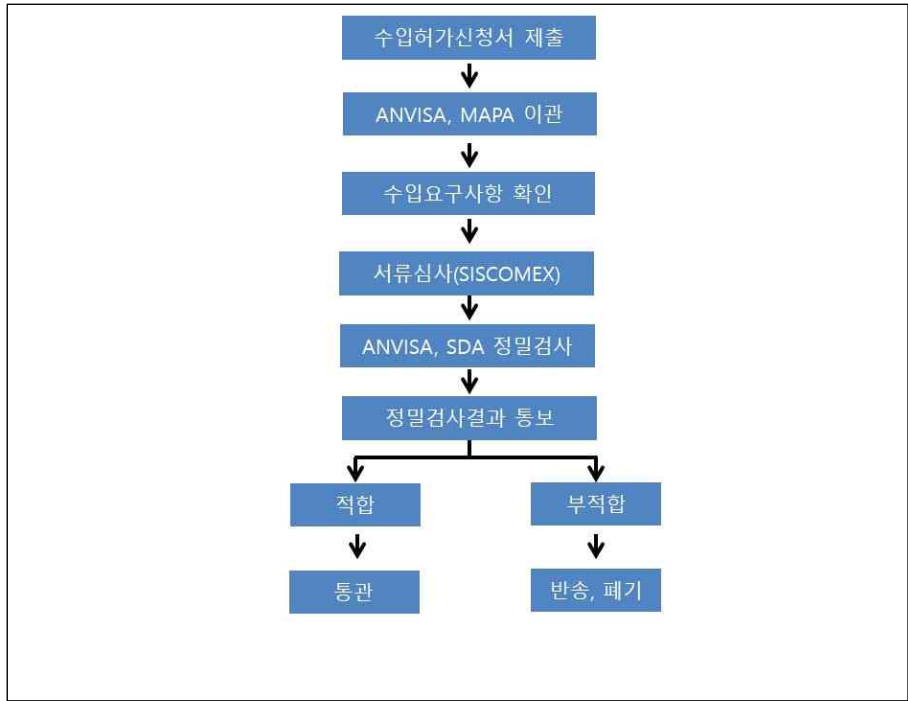 수입허가신청서 제출
ANVISA, MAPA 이관
수입요구사항 확인
서류심사(SISCOMEX)
ANVISA, SDA 정밀검사
정밀검사결과 통보
적합
부적합
통관
반송, 폐기